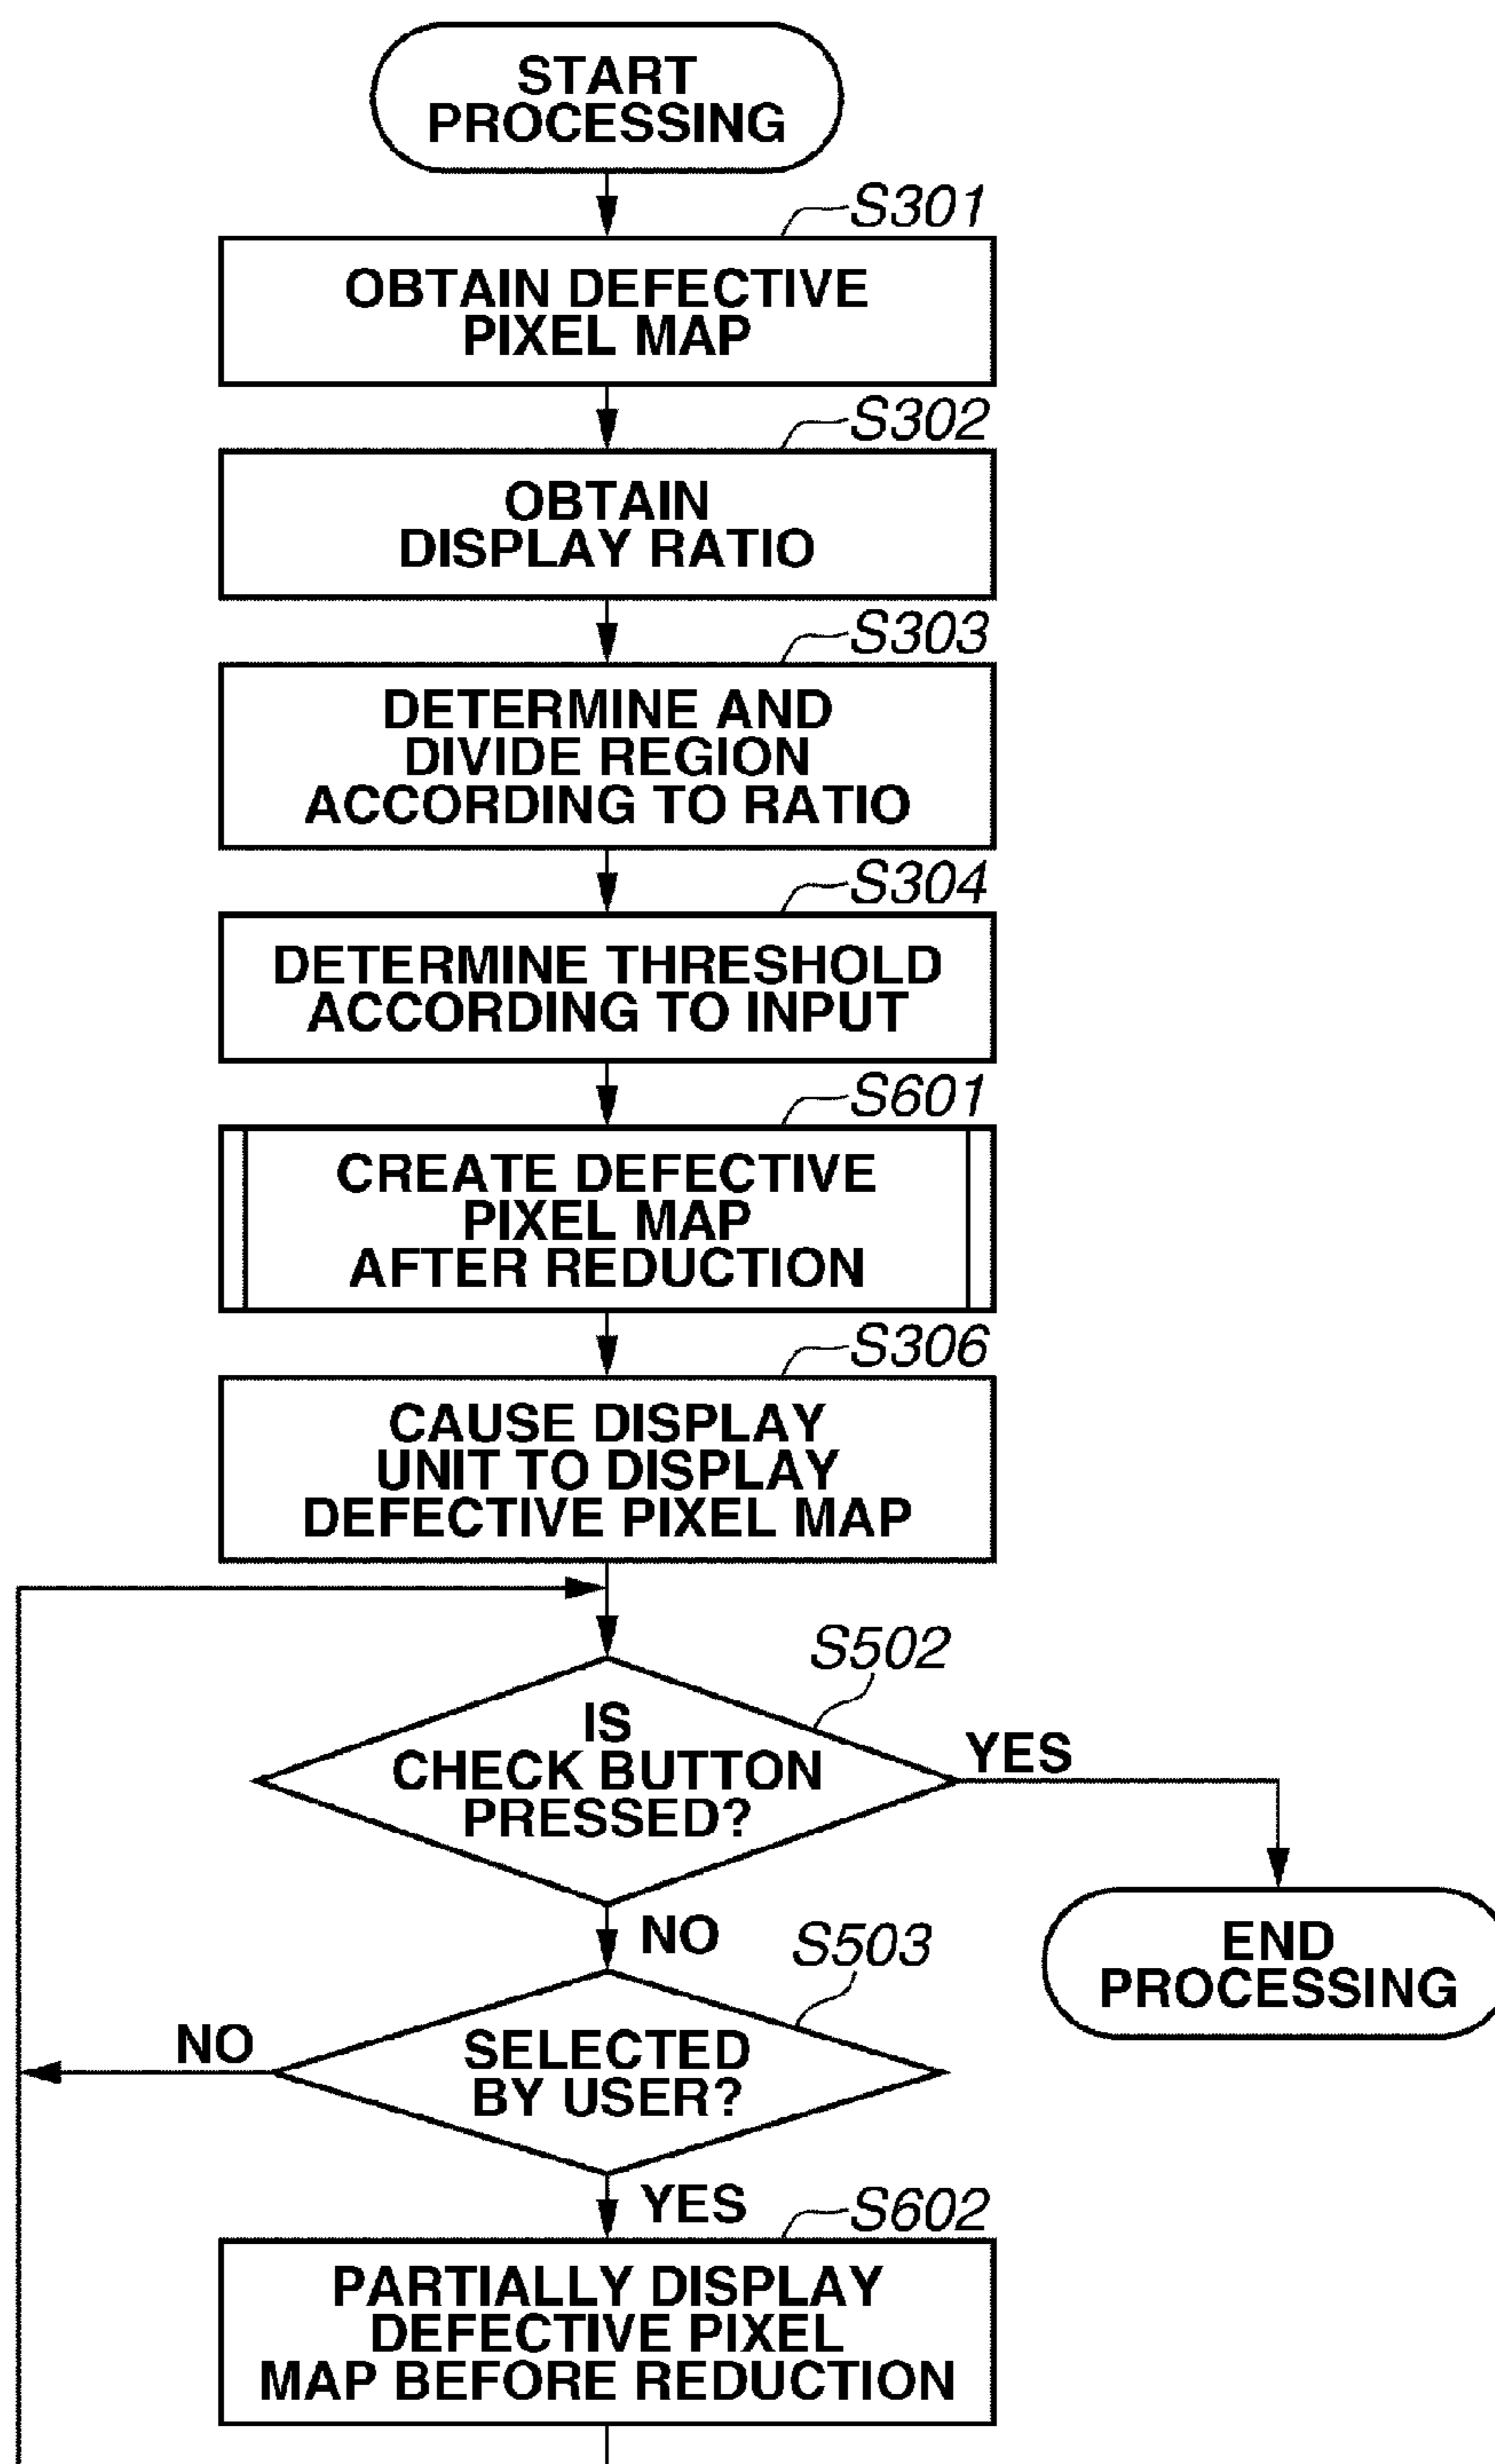 START
PROCESSING
S301
OBTAIN DEFECTIVE
PIXEL MAP
S302
OBTAIN
DISPLAY RATIO
S303
DETERMINE AND
DIVIDE REGION
ACCORDING TO RATIO
S304
DETERMINE THRESHOLD
ACCORDING TO INPUT
S601
CREATE DEFECTIVE
PIXEL MAP
AFTER REDUCTION
S306
CAUSE DISPLAY
UNIT TO DISPLAY
DEFECTIVE PIXEL MAP
S502
IS
CHECK BUTTON
PRESSED?
YES
END
PROCESSING
NO
S503
SELECTED
BY USER?
NO
YES
S602
PARTIALLY DISPLAY
DEFECTIVE PIXEL
MAP BEFORE REDUCTION